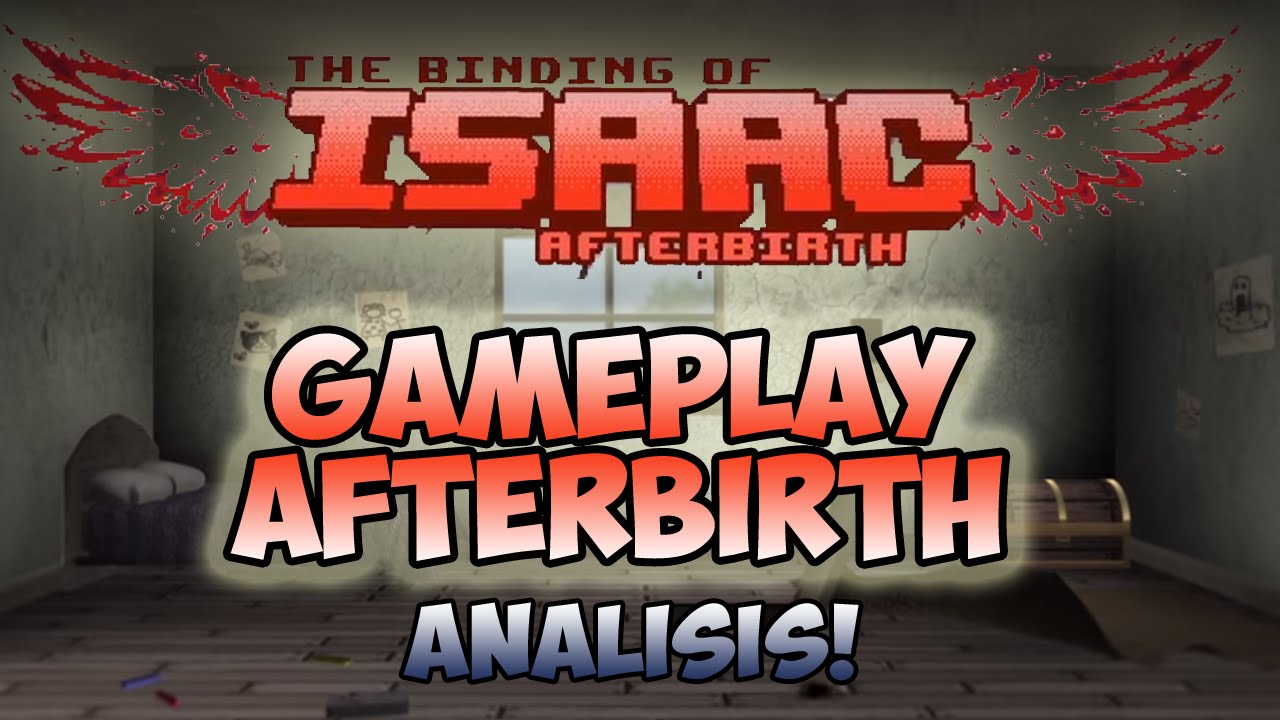 THE BINDING OF
ISAAC
AFTERBIRTH
GAMEPLAY
AFTERBIRTH
ANALISIS!